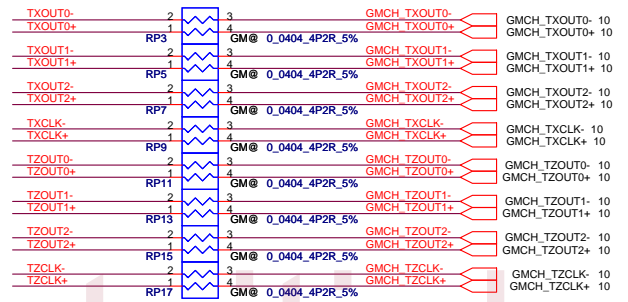 TXOUT0- 2 3 GMCH_TXOUT0- GMCH_TXOUT0- 10
TXOUT0+ 1 4 GMCH_TXOUT0+ GMCH_TXOUT0+ 10
RP3 GM@ 0_0404_4P2R_5%
TXOUT1- 2 3 GMCH_TXOUT1- GMCH_TXOUT1- 10
TXOUT1+ 1 4 GMCH_TXOUT1+ GMCH_TXOUT1+ 10
RP5 GM@ 0_0404_4P2R_5%
TXOUT2- 2 3 GMCH_TXOUT2- GMCH_TXOUT2- 10
TXOUT2+ 1 4 GMCH_TXOUT2+ GMCH_TXOUT2+ 10
RP7 GM@ 0_0404_4P2R_5%
TXCLK- 2 3 GMCH_TXCLK- GMCH_TXCLK- 10
TXCLK+ 1 4 GMCH_TXCLK+ GMCH_TXCLK+ 10
RP9 GM@ 0_0404_4P2R_5%
TZOUT0- 2 3 GMCH_TZOUT0- GMCH_TZOUT0- 10
TZOUT0+ 1 4 GMCH_TZOUT0+ GMCH_TZOUT0+ 10
RP11 GM@ 0_0404_4P2R_5%
TZOUT1- 2 3 GMCH_TZOUT1- GMCH_TZOUT1- 10
TZOUT1+ 1 4 GMCH_TZOUT1+ GMCH_TZOUT1+ 10
RP13 GM@ 0_0404_4P2R_5%
TZOUT2- 2 3 GMCH_TZOUT2- GMCH_TZOUT2- 10
TZOUT2+ 1 4 GMCH_TZOUT2+ GMCH_TZOUT2+ 10
RP15 GM@ 0_0404_4P2R_5%
TZCLK- 2 3 GMCH_TZCLK- GMCH_TZCLK- 10
TZCLK+ 1 4 GMCH_TZCLK+ GMCH_TZCLK+ 10
RP17 GM@ 0_0404_4P2R_5%